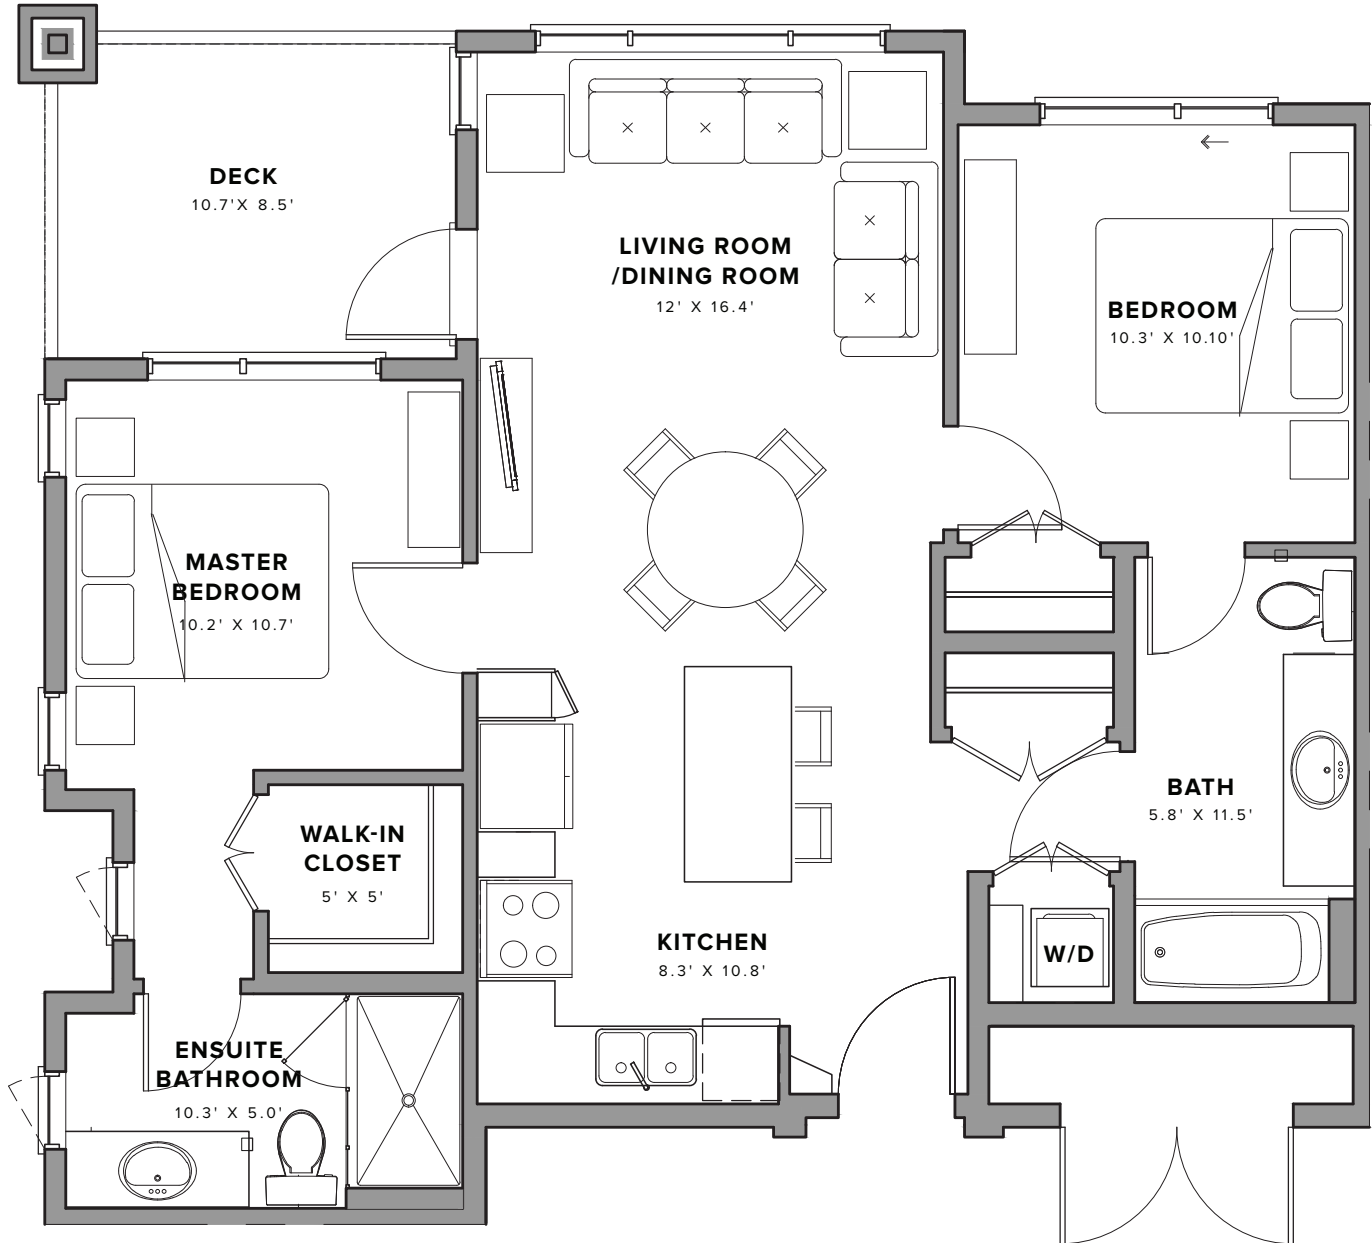 DECK
10.7'X 8.5'
LIVING ROOM
/DINING ROOM
12' X 16.4'
BEDROOM
10.3' X 10.10'
MASTER
BEDROOM
10.2' X 10.7'
WALK-IN
CLOSET
5' X 5'
BATH
5.8' X 11.5'
KITCHEN
8.3' X 10.8'
W/D
ENSUITE
BATHROOM
10.3' X 5.0'